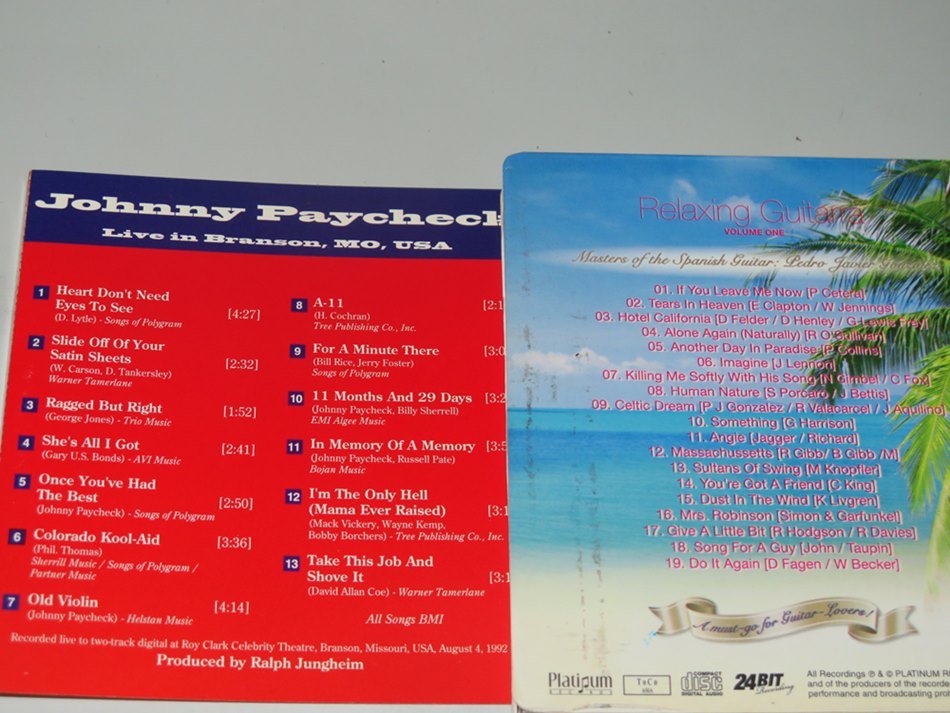 Johnny Paycheck
Live in Branson, MO, USA
1 Heart Don't Need
Eyes To See
(D. Lytle) - Songs of Polygram
[4:27]
2 Slide Off Of Your
Satin Sheets
(W. Carson, D. Tankersley)
Warner Tamerlane
[2:32]
3 Ragged But Right
(George Jones) - Trio Music
[1:52]
4 She's All I Got
(Gary U.S. Bonds) - AVI Music
[2:41]
5 Once You've Had
The Best
(Johnny Paycheck) - Songs of Polygram
[2:50]
6 Colorado Kool-Aid
(Phil. Thomas)
Sherrill Music / Songs of Polygram /
Partner Music
[3:36]
7 Old Violin
(Johnny Paycheck) - Helstan Music
[4:14]
8 A-11
(H. Cochran)
Tree Publishing Co., Inc.
9 For A Minute There
(Bill Rice, Jerry Foster)
Songs of Polygram
10 11 Months And 29 Days
(Johnny Paycheck, Billy Sherrell)
EMI Algee Music
11 In Memory Of A Memory
(Johnny Paycheck, Russell Pate)
Bojan Music
12 I'm The Only Hell
(Mama Ever Raised)
(Mack Vickery, Wayne Kemp,
Bobby Borchers) - Tree Publishing Co., Inc.
13 Take This Job And
Shove It
(David Allan Coe) - Warner Tamerlane
All Songs BMI
Recorded live to two-track digital at Roy Clark Celebrity Theatre, Branson, Missouri, USA, August 4, 1992
Produced by Ralph Jungheim
Relaxing Guitarra
VOLUME ONE
Masters of the Spanish Guitar: Pedro Javier
01. If You Leave Me Now [P Cetera]
02. Tears In Heaven [E Clapton / W Jennings]
03. Hotel California [D Felder / D Henley / G Lewis Frey]
04. Alone Again (Naturally) [R O'Sullivan]
05. Another Day In Paradise [P Collins]
06. Imagine [J Lennon]
07. Killing Me Softly With His Song [N Gimbel / C Fox]
08. Human Nature [S Porcaro / J Bettis]
09. Celtic Dream [P J Gonzalez / R Valacarcel / J Aquilino]
10. Something [G Harrison]
11. Angie [Jagger / Richard]
12. Massachussetts [R Gibb/ B Gibb /M]
13. Sultans Of Swing [M Knopfler]
14. You're Got A Friend [C King]
15. Dust In The Wind [K Livgren]
16. Mrs. Robinson [Simon & Garfunkel]
17. Give A Little Bit [R Hodgson / R Davies]
18. Song For A Guy [John / Taupin]
19. Do It Again [D Fagen / W Becker]
A must-go for Guitar-Lovers!
Platinum
RECORDS
COMPACT
disc
DIGITAL AUDIO
24BIT
Recording
All Recordings ℗ & © PLATINUM
and of the producers of the
performance and broadcasting